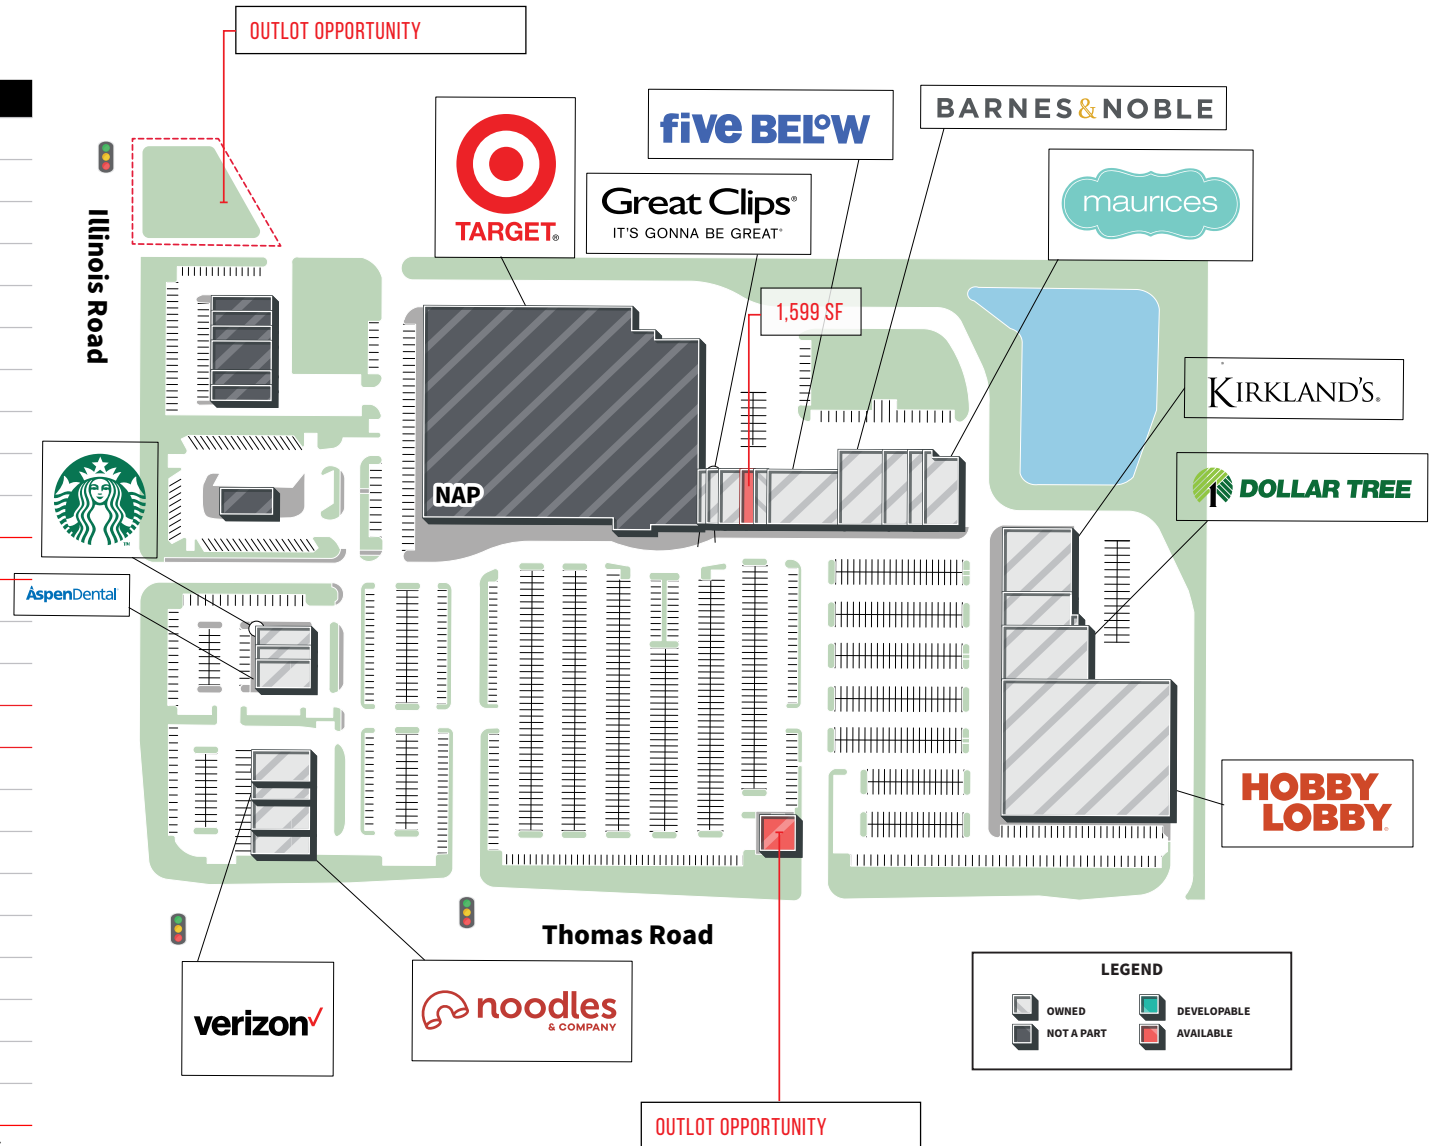 OUTLOT OPPORTUNITY
TARGET®
five BELOW
BARNES & NOBLE
Great Clips®
IT'S GONNA BE GREAT®
maurices
Illinois Road
1,599 SF
KIRKLAND'S®
NAP
DOLLAR TREE
TM
AspenDental
HOBBY
LOBBY®
Thomas Road
verizon
noodles
& COMPANY
LEGEND
OWNED
DEVELOPABLE
NOT A PART
AVAILABLE
OUTLOT OPPORTUNITY